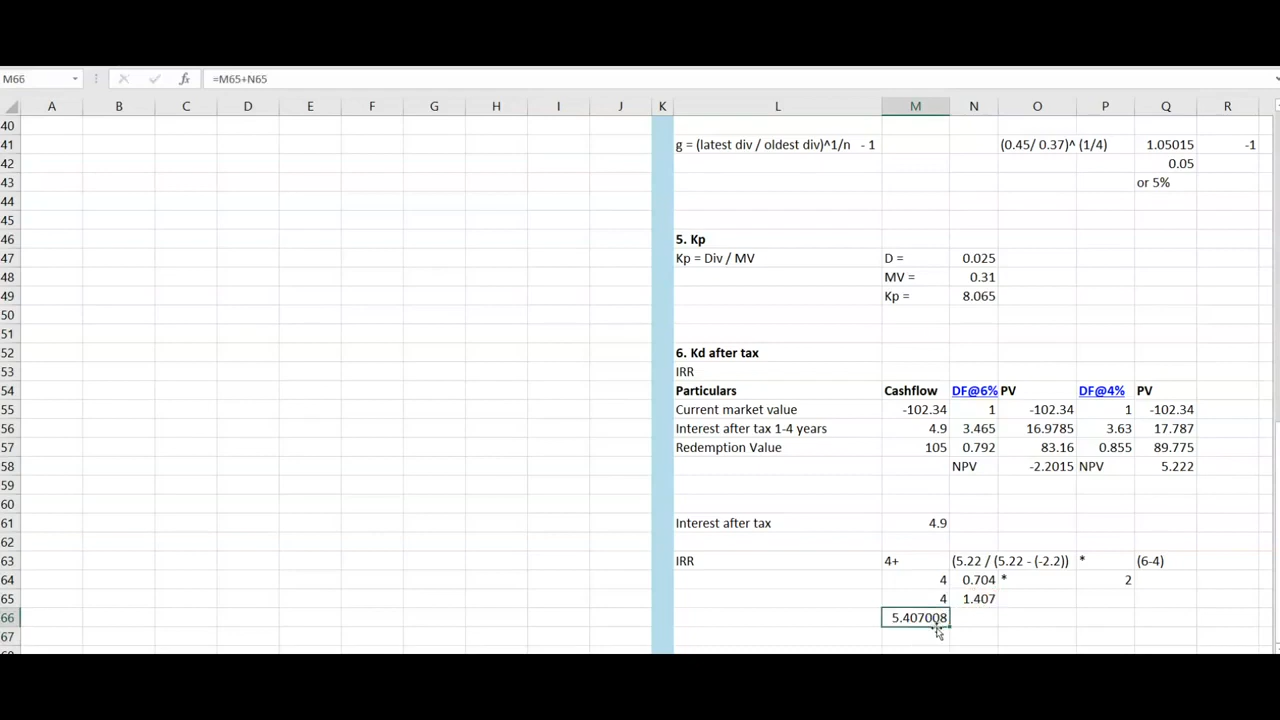 M66 =M65+N65
A B C D E F G H I J K L M N O P Q R
40
41 g = (latest div / oldest div)^1/n - 1 (0.45/ 0.37)^ (1/4) 1.05015 -1
42 0.05
43 or 5%
44
45
46 5. Kp
47 Kp = Div / MV D = 0.025
48 MV = 0.31
49 Kp = 8.065
50
51
52 6. Kd after tax
53 IRR
54 Particulars Cashflow DF@6% PV DF@4% PV
55 Current market value -102.34 1 -102.34 1 -102.34
56 Interest after tax 1-4 years 4.9 3.465 16.9785 3.63 17.787
57 Redemption Value 105 0.792 83.16 0.855 89.775
58 NPV -2.2015 NPV 5.222
59
60
61 Interest after tax 4.9
62
63 IRR 4+ (5.22 / (5.22 - (-2.2)) * (6-4)
64 4 0.704 * 2
65 4 1.407
66 5.407008
67